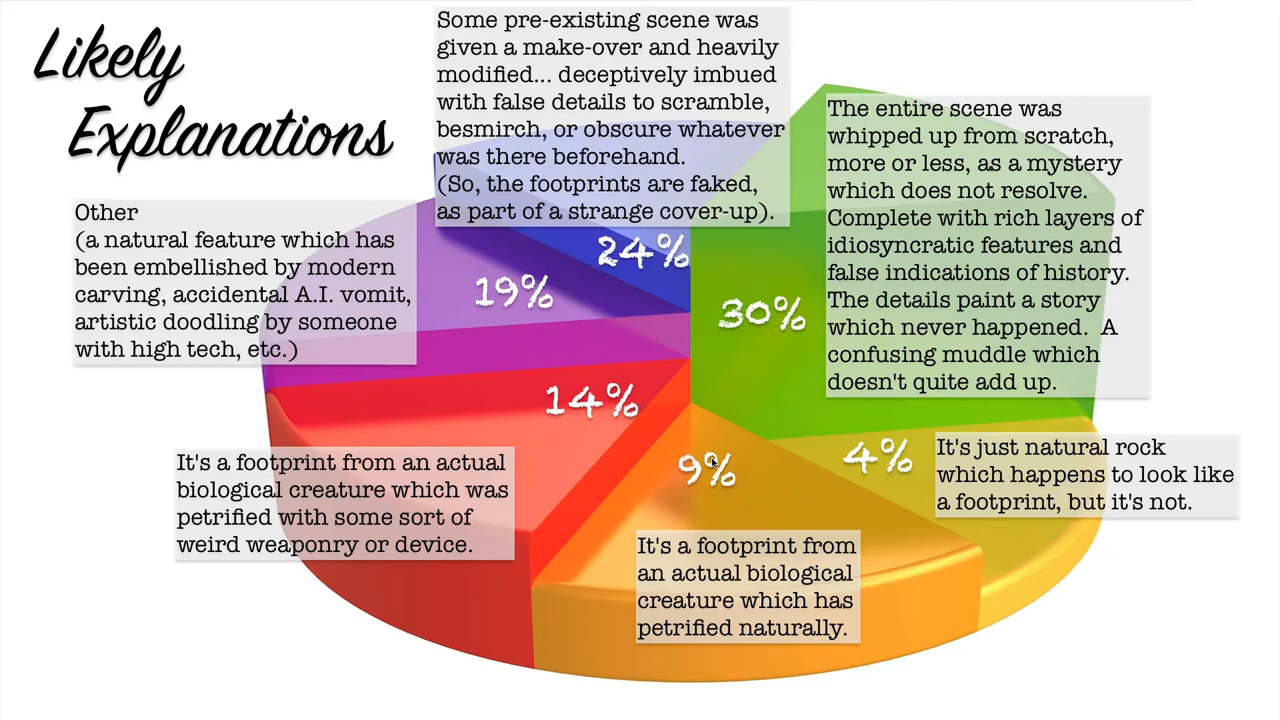 Likely
Explanations
Some pre-existing scene was
given a make-over and heavily
modified... deceptively imbued
with false details to scramble,
besmirch, or obscure whatever
was there beforehand.
(So, the footprints are faked,
as part of a strange cover-up).
24%
The entire scene was
whipped up from scratch,
more or less, as a mystery
which does not resolve.
Complete with rich layers of
idiosyncratic features and
false indications of history.
The details paint a story
which never happened. A
confusing muddle which
doesn't quite add up.
30%
Other
(a natural feature which has
been embellished by modern
carving, accidental A.I. vomit,
artistic doodling by someone
with high tech, etc.)
19%
14%
It's a footprint from an actual
biological creature which was
petrified with some sort of
weird weaponry or device.
9%
It's a footprint from
an actual biological
creature which has
petrified naturally.
4%
It's just natural rock
which happens to look like
a footprint, but it's not.